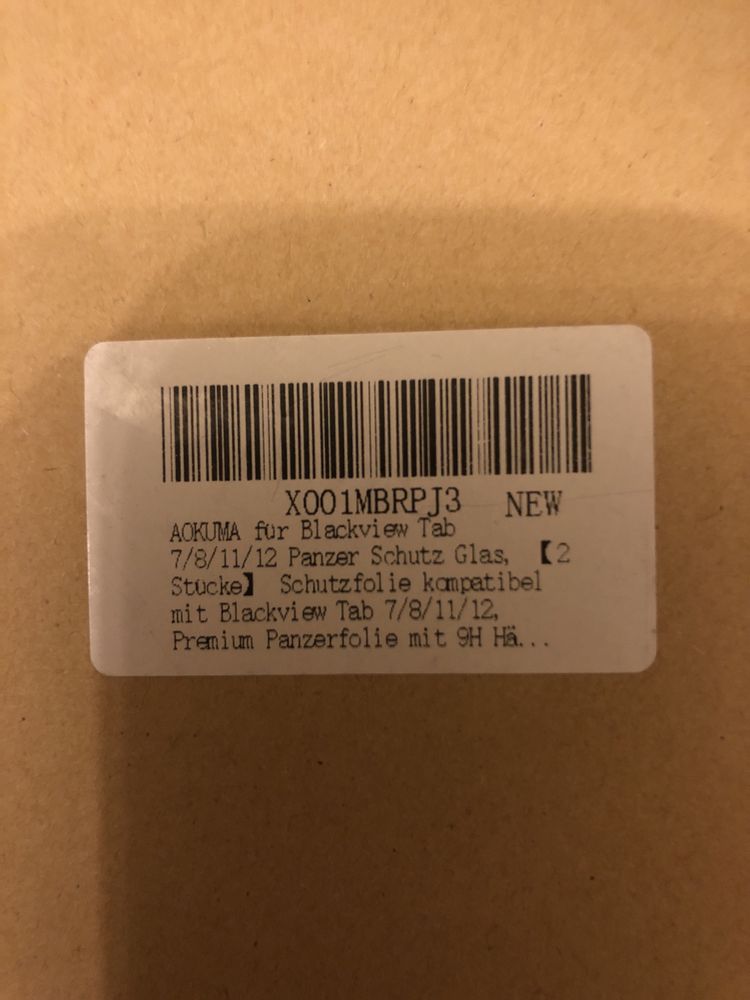 X001MBRPJ3 NEW
AOKUMA für Blackview Tab
7/8/11/12 Panzer Schutz Glas, 【2
Stücke】 Schutzfolie kompatibel
mit Blackview Tab 7/8/11/12,
Premium Panzerfolie mit 9H Hä...